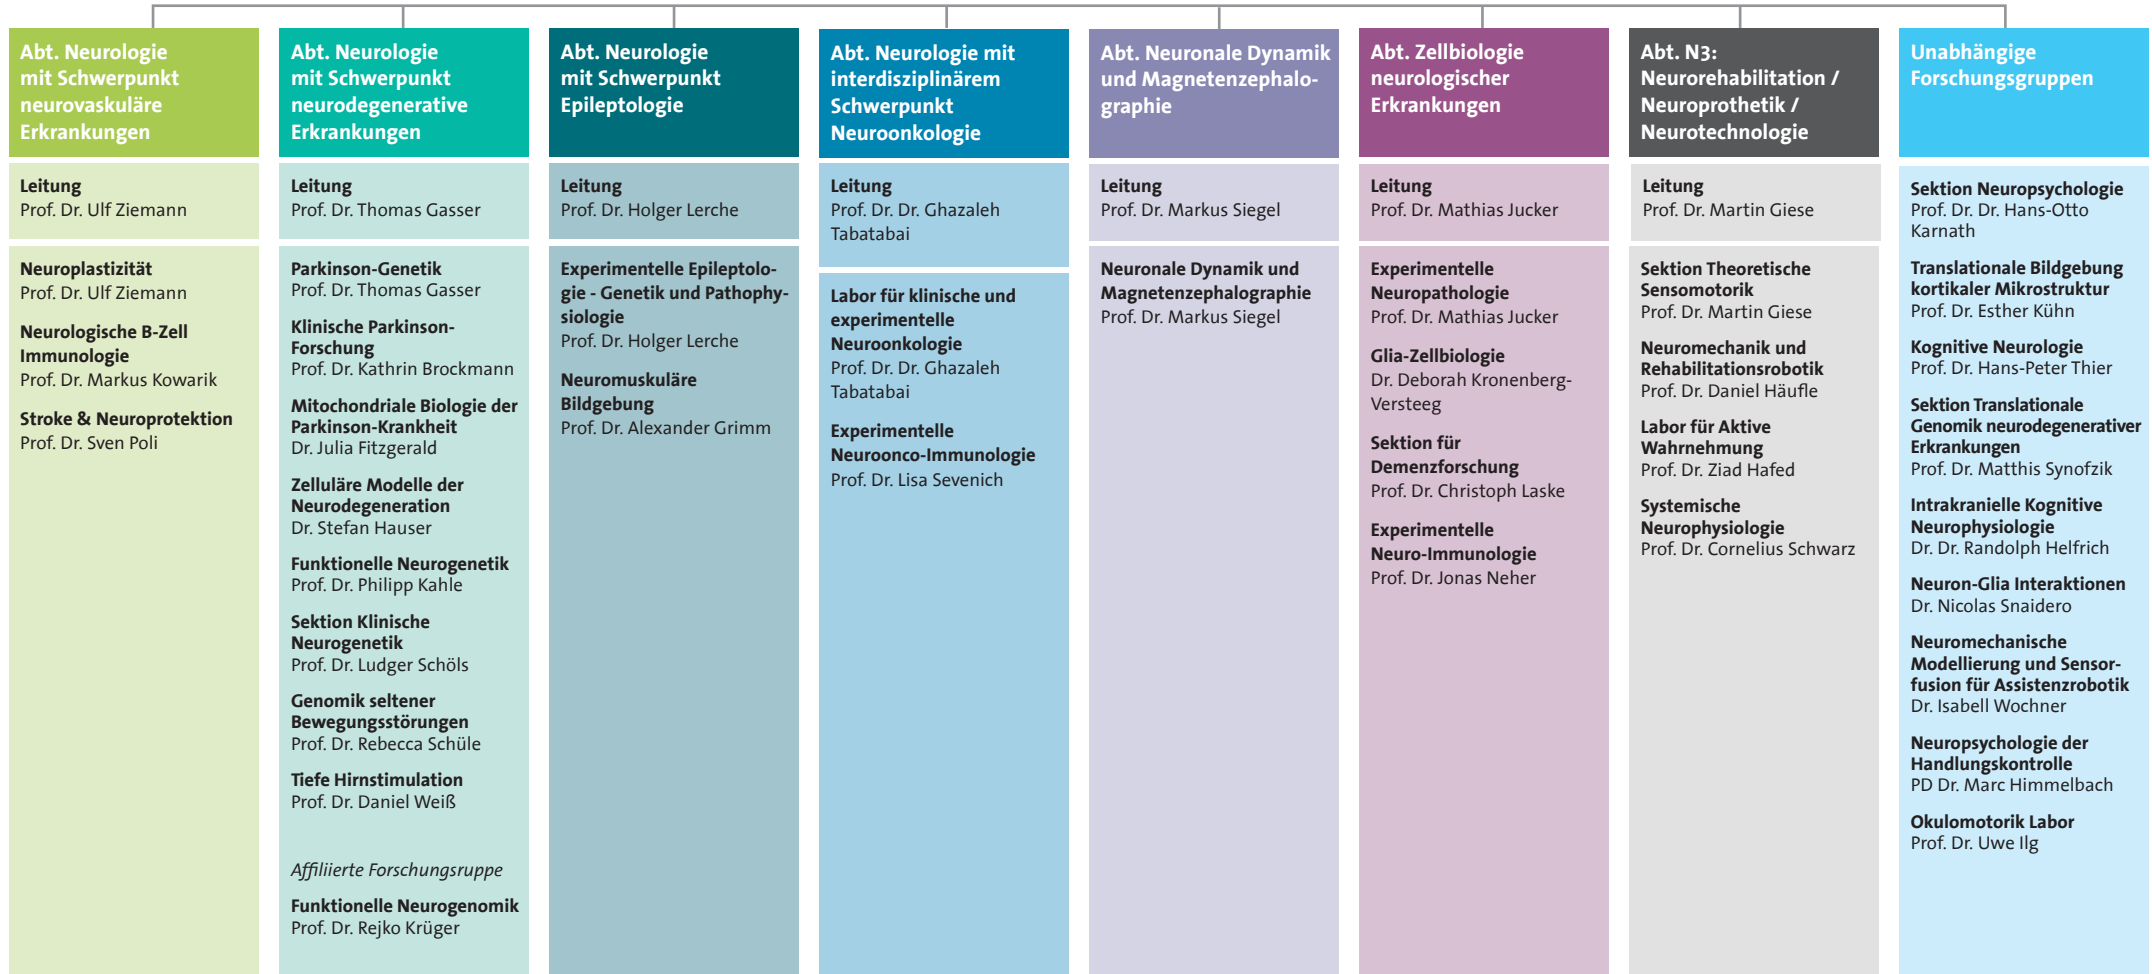 Abt. Neurologie
mit Schwerpunkt
neurovaskuläre
Erkrankungen
Leitung
Prof. Dr. Ulf Ziemann
Neuroplastizität
Prof. Dr. Ulf Ziemann
Neurologische B-Zell
Immunologie
Prof. Dr. Markus Kowarik
Stroke & Neuroprotektion
Prof. Dr. Sven Poli
Abt. Neurologie
mit Schwerpunkt
neurodegenerative
Erkrankungen
Leitung
Prof. Dr. Thomas Gasser
Parkinson-Genetik
Prof. Dr. Thomas Gasser
Klinische Parkinson-
Forschung
Prof. Dr. Kathrin Brockmann
Mitochondriale Biologie der
Parkinson-Krankheit
Dr. Julia Fitzgerald
Zelluläre Modelle der
Neurodegeneration
Dr. Stefan Hauser
Funktionelle Neurogenetik
Prof. Dr. Philipp Kahle
Sektion Klinische
Neurogenetik
Prof. Dr. Ludger Schöls
Genomik seltener
Bewegungsstörungen
Prof. Dr. Rebecca Schüle
Tiefe Hirnstimulation
Prof. Dr. Daniel Weiß
Affiliierte Forschungsruppe
Funktionelle Neurogenomik
Prof. Dr. Rejko Krüger
Abt. Neurologie
mit Schwerpunkt
Epileptologie
Leitung
Prof. Dr. Holger Lerche
Experimentelle Epileptolo-
gie - Genetik und Pathophy-
siologie
Prof. Dr. Holger Lerche
Neuromuskuläre
Bildgebung
Prof. Dr. Alexander Grimm
Abt. Neurologie mit
interdisziplinärem
Schwerpunkt
Neuroonkologie
Leitung
Prof. Dr. Dr. Ghazaleh
Tabatabai
Labor für klinische und
experimentelle
Neuroonkologie
Prof. Dr. Dr. Ghazaleh
Tabatabai
Experimentelle
Neuroonco-Immunologie
Prof. Dr. Lisa Sevenich
Abt. Neuronale Dynamik
und Magnetenzephalo-
graphie
Leitung
Prof. Dr. Markus Siegel
Neuronale Dynamik und
Magnetenzephalographie
Prof. Dr. Markus Siegel
Abt. Zellbiologie
neurologischer
Erkrankungen
Leitung
Prof. Dr. Mathias Jucker
Experimentelle
Neuropathologie
Prof. Dr. Mathias Jucker
Glia-Zellbiologie
Dr. Deborah Kronenberg-
Versteeg
Sektion für
Demenzforschung
Prof. Dr. Christoph Laske
Experimentelle
Neuro-Immunologie
Prof. Dr. Jonas Neher
Abt. N3:
Neurorehabilitation /
Neuroprothetik /
Neurotechnologie
Leitung
Prof. Dr. Martin Giese
Sektion Theoretische
Sensomotorik
Prof. Dr. Martin Giese
Neuromechanik und
Rehabilitationsrobotik
Prof. Dr. Daniel Häufle
Labor für Aktive
Wahrnehmung
Prof. Dr. Ziad Hafed
Systemische
Neurophysiologie
Prof. Dr. Cornelius Schwarz
Unabhängige
Forschungsgruppen
Sektion Neuropsychologie
Prof. Dr. Dr. Hans-Otto
Karnath
Translationale Bildgebung
kortikaler Mikrostruktur
Prof. Dr. Esther Kühn
Kognitive Neurologie
Prof. Dr. Hans-Peter Thier
Sektion Translationale
Genomik neurodegenerativer
Erkrankungen
Prof. Dr. Matthis Synofzik
Intrakranielle Kognitive
Neurophysiologie
Dr. Dr. Randolph Helfrich
Neuron-Glia Interaktionen
Dr. Nicolas Snaidero
Neuromechanische
Modellierung und Sensor-
fusion für Assistenzrobotik
Dr. Isabell Wochner
Neuropsychologie der
Handlungskontrolle
PD Dr. Marc Himmelbach
Okulomotorik Labor
Prof. Dr. Uwe Ilg